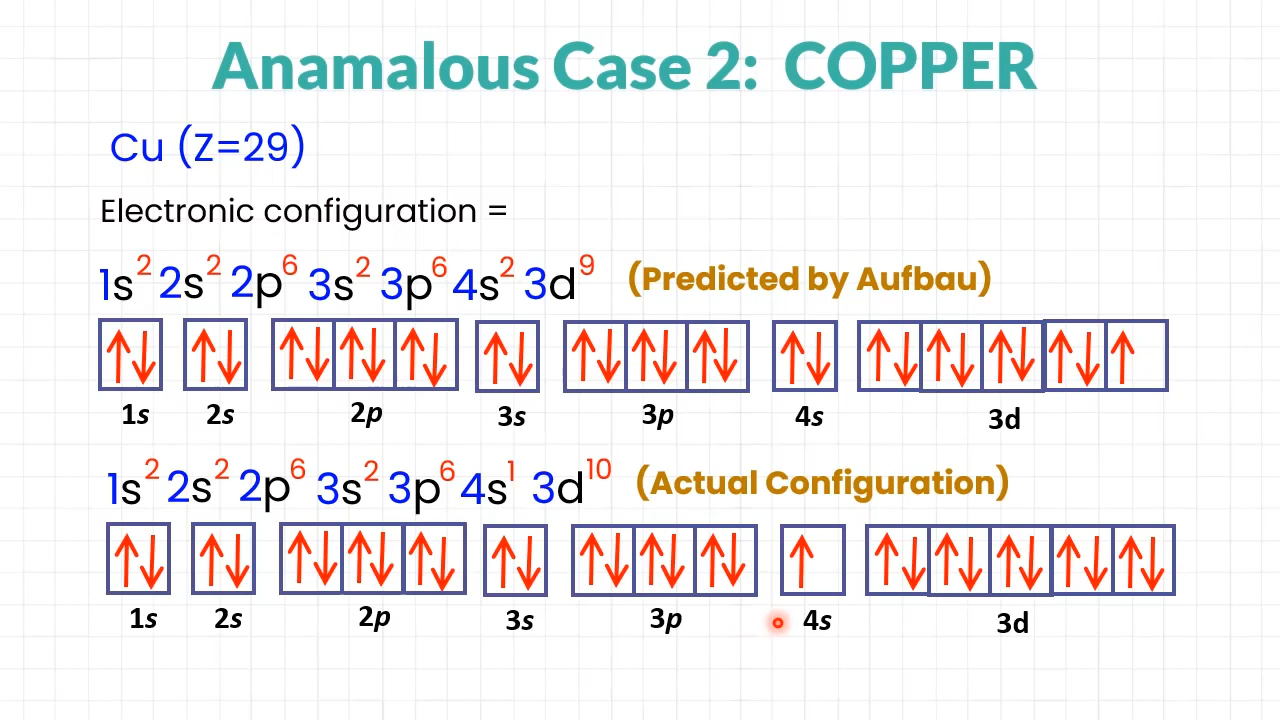 Anamalous Case 2: COPPER
Cu (Z=29)
Electronic configuration =
1s² 2s² 2p⁶ 3s² 3p⁶ 4s² 3d⁹ (Predicted by Aufbau)
1s 2s 2p 3s 3p 4s 3d
1s² 2s² 2p⁶ 3s² 3p⁶ 4s¹ 3d¹⁰ (Actual Configuration)
1s 2s 2p 3s 3p 4s 3d